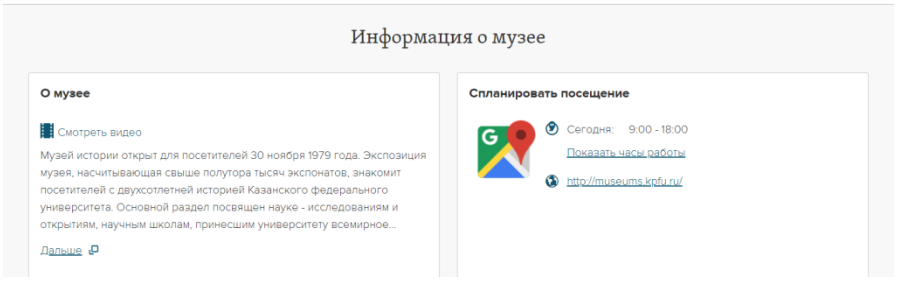 Информация о музее
О музее
Смотреть видео
Музей истории открыт для посетителей 30 ноября 1979 года. Экспозиция
музея, насчитывающая свыше полутора тысяч экспонатов, знакомит
посетителей с двухсотлетней историей Казанского федерального
университета. Основной раздел посвящен науке - исследованиям и
открытиям, научным школам, принесшим университету всемирное...
Дальше
Спланировать посещение
G
Сегодня: 9:00 - 18:00
Показать часы работы
http://museums.kpfu.ru/